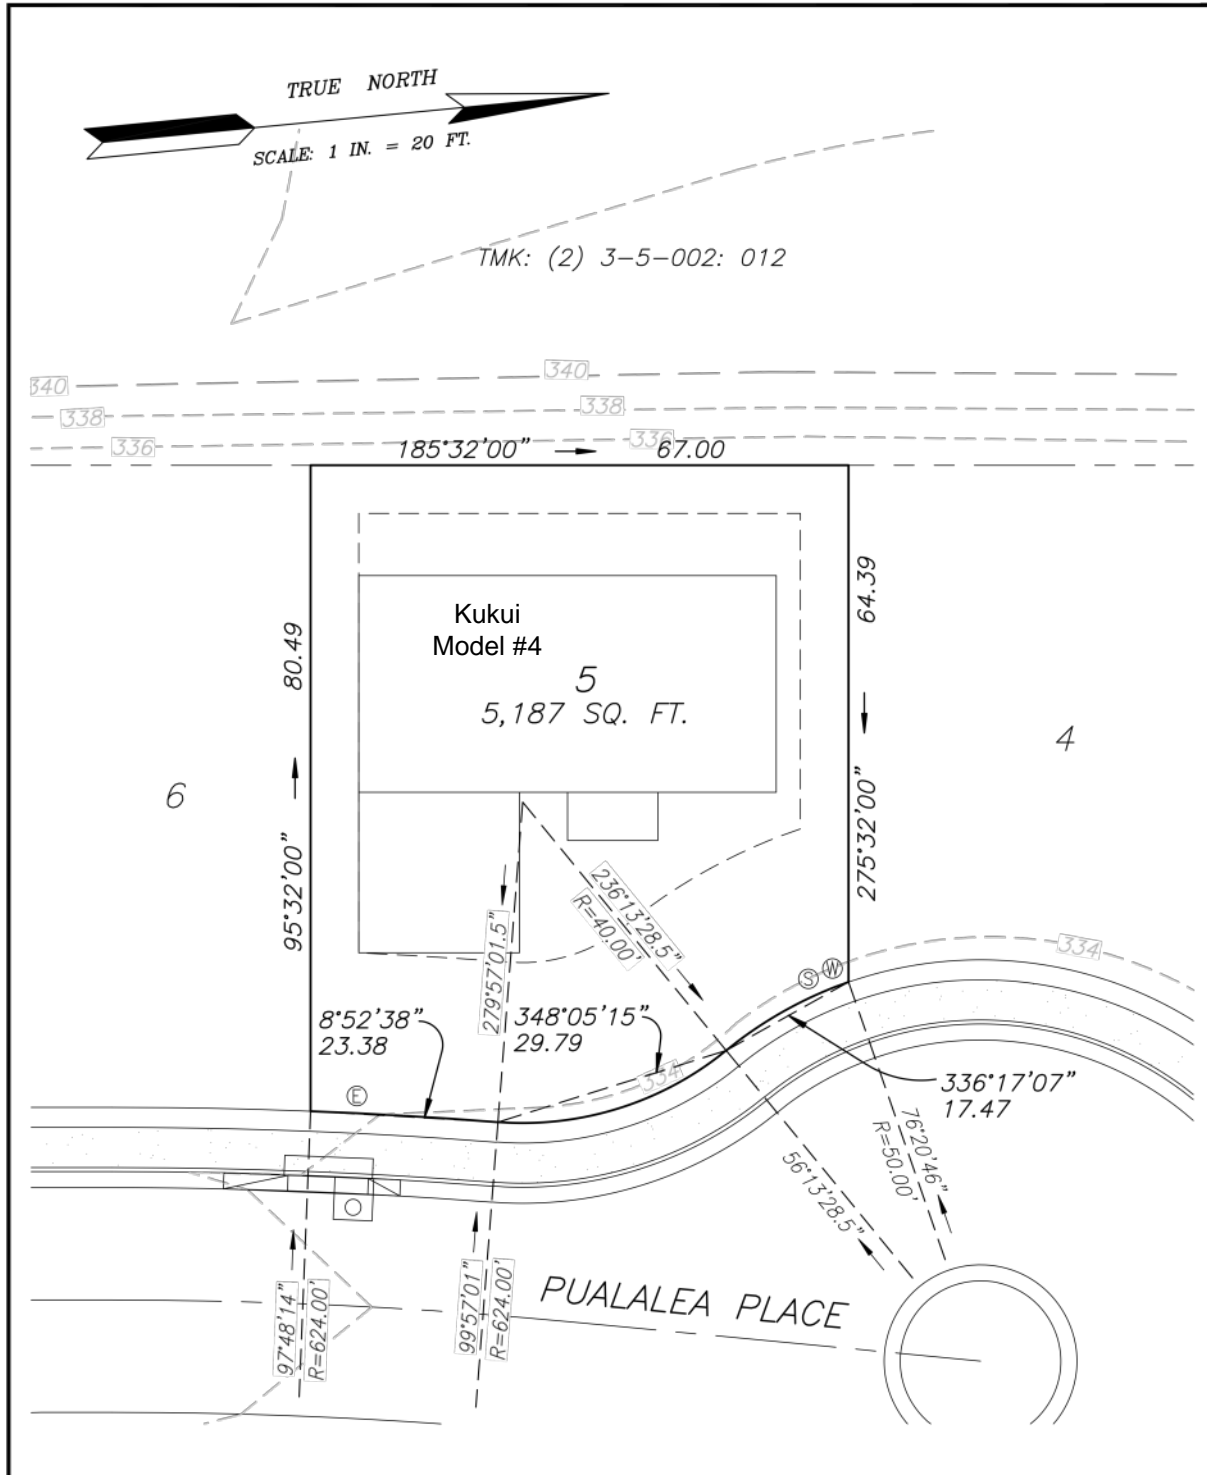 TRUE NORTH
SCALE: 1 IN. = 20 FT.
TMK: (2) 3-5-002: 012
340
340
338
338
336
336
185°32'00" 67.00
Kukui
Model #4
5
5,187 SQ. FT.
80.49
95°32'00"
64.39
275°32'00"
6
4
236°13'28.5"
R=40.00'
279°57'01.5"
334
8°52'38"
23.38
348°05'15"
29.79
334
336°17'07"
17.47
S
W
E
76°20'46"
R=50.00'
56°13'28.5"
97°48'14"
R=624.00'
99°57'01"
R=624.00'
PUALALEA PLACE